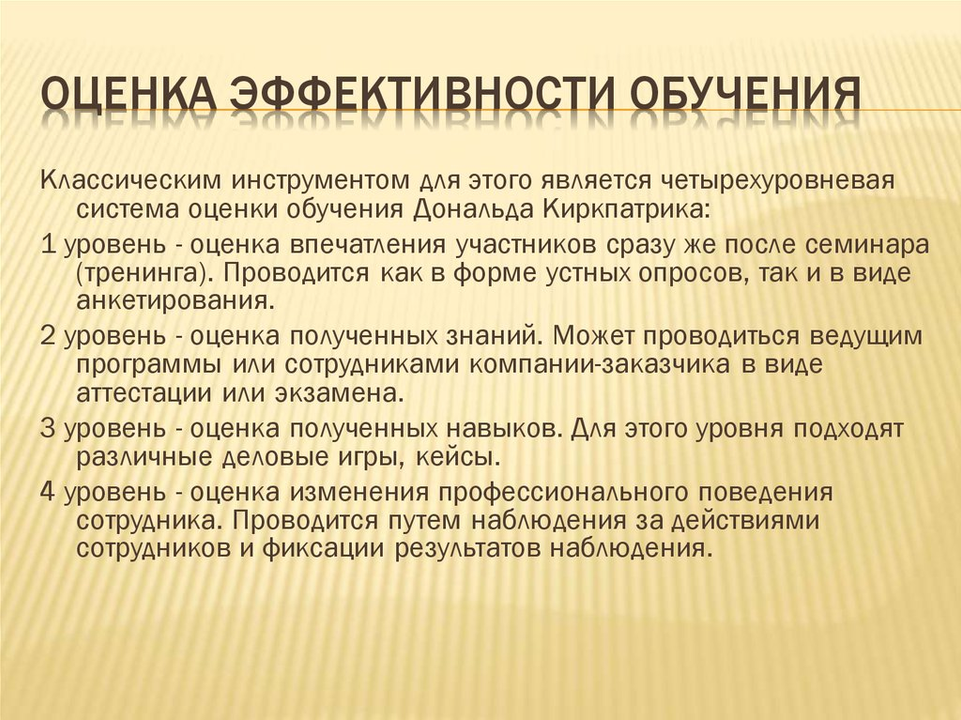 ОЦЕНКА ЭФФЕКТИВНОСТИ ОБУЧЕНИЯ
Классическим инструментом для этого является четырехуровневая
система оценки обучения Дональда Киркпатрика:
1 уровень - оценка впечатления участников сразу же после семинара
(тренинга). Проводится как в форме устных опросов, так и в виде
анкетирования.
2 уровень - оценка полученных знаний. Может проводиться ведущим
программы или сотрудниками компании-заказчика в виде
аттестации или экзамена.
3 уровень - оценка полученных навыков. Для этого уровня подходят
различные деловые игры, кейсы.
4 уровень - оценка изменения профессионального поведения
сотрудника. Проводится путем наблюдения за действиями
сотрудников и фиксации результатов наблюдения.